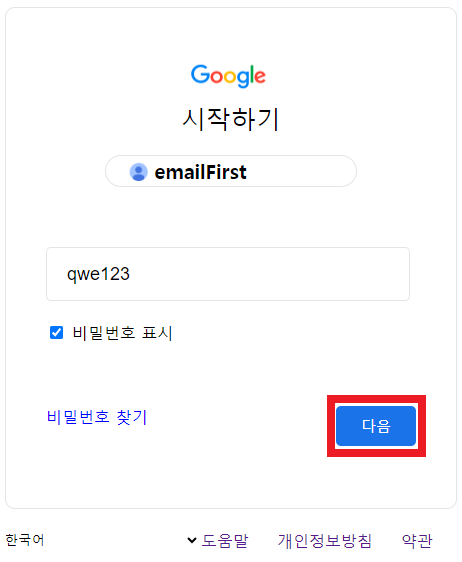 Google
시작하기
emailFirst
qwe123
비밀번호 표시
비밀번호 찾기
다음
한국어 도움말 개인정보방침 약관